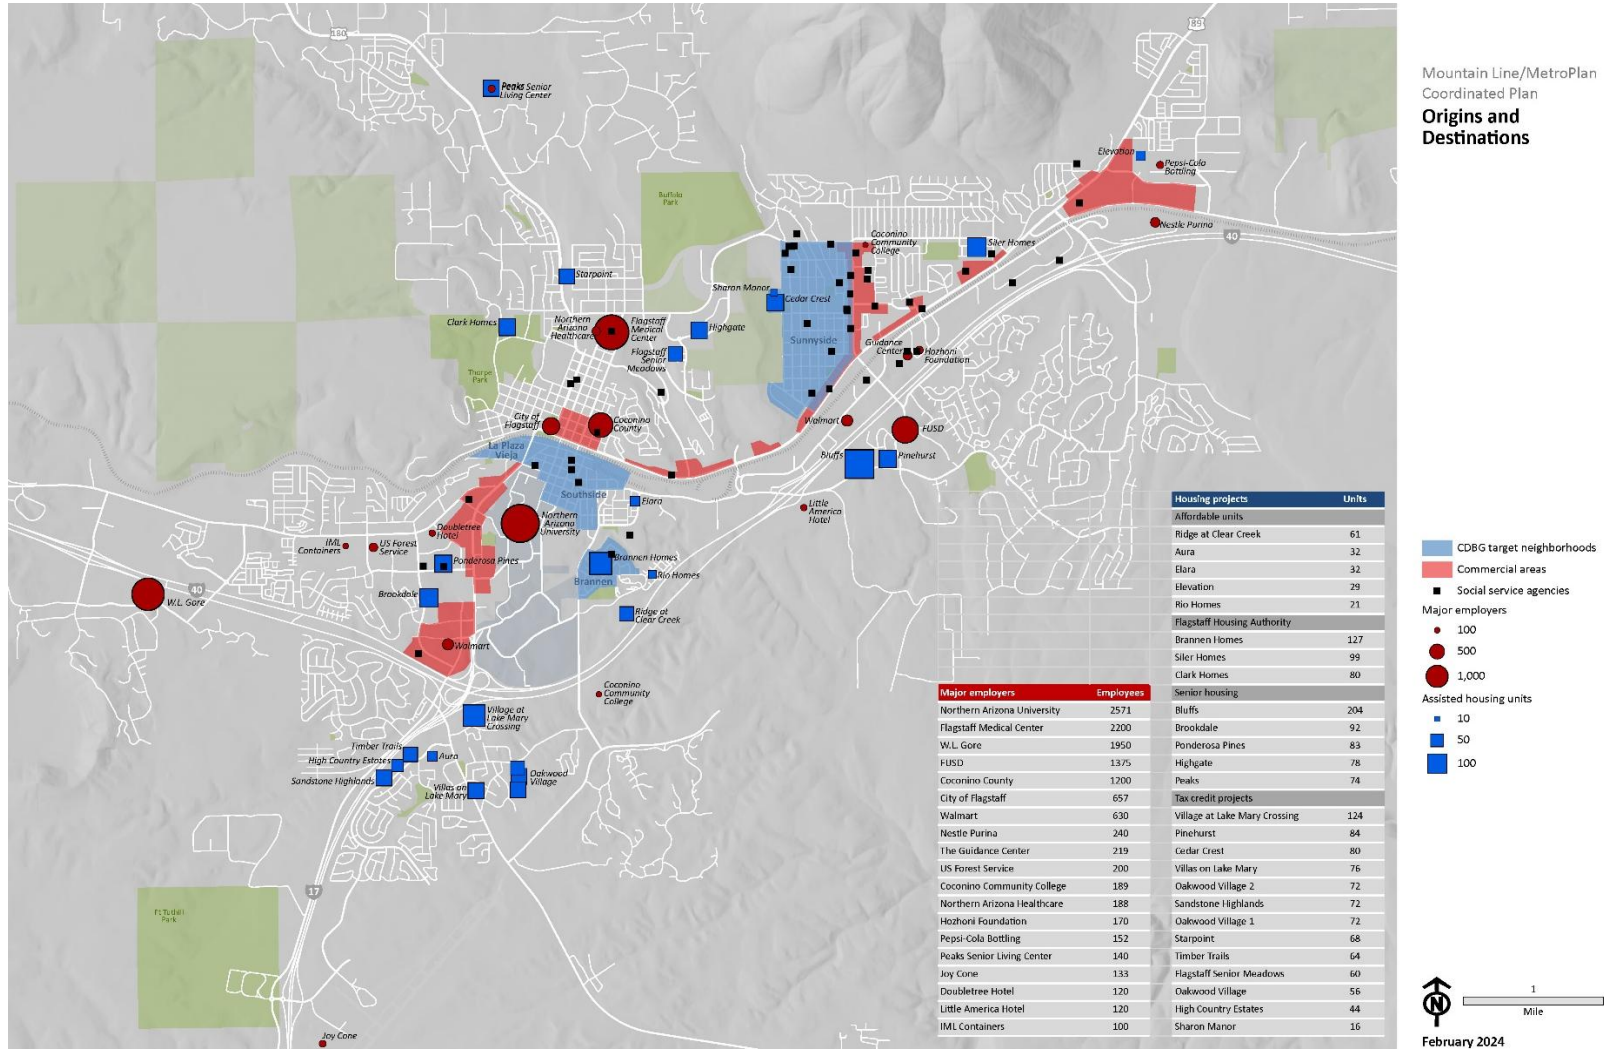 Mountain Line/MetroPlan
Coordinated Plan
Origins and
Destinations
180
89
Peaks Senior
Living Center
Elevation
Pepsi-Cola
Bottling
Buffalo
Park
Nestle Purina
40
Coconino
Community
College
Siler Homes
Starpoint
Sharon Manor
Cedar Crest
Clark Homes
Northern
Arizona
Healthcare
Flagstaff
Medical
Center
Highgate
Flagstaff
Senior
Meadows
Sunnyside
Guidance
Center
Hozhoni
Foundation
Thorpe
Park
City of
Flagstaff
Coconino
County
Walmart
FUSD
La Plaza
Vieja
Bluffs
Pinehurst
Southside
Elara
Little
America
Hotel
Northern
Arizona
University
Doubletree
Hotel
IML
Containers
US Forest
Service
Ponderosa Pines
Brannen Homes
Brannen
Rio Homes
W.L. Gore
40
Brookdale
Ridge at
Clear Creek
Walmart
Coconino
Community
College
Village at
Lake Mary
Crossing
Timber Trails
High Country Estates
Aura
Sandstone Highlands
Villas on
Lake Mary
Oakwood
Village
17
Ft Tuthill
Park
Joy Cone
Housing projects Units
Affordable units
Ridge at Clear Creek 61
Aura 32
Elara 32
Elevation 29
Rio Homes 21
Flagstaff Housing Authority
Brannen Homes 127
Siler Homes 99
Clark Homes 80
Senior housing
Bluffs 204
Brookdale 92
Ponderosa Pines 83
Highgate 78
Peaks 74
Tax credit projects
Village at Lake Mary Crossing 124
Pinehurst 84
Cedar Crest 80
Villas on Lake Mary 76
Oakwood Village 2 72
Sandstone Highlands 72
Oakwood Village 1 72
Starpoint 68
Timber Trails 64
Flagstaff Senior Meadows 60
Oakwood Village 56
High Country Estates 44
Sharon Manor 16
Major employers Employees
Northern Arizona University 2571
Flagstaff Medical Center 2200
W.L. Gore 1950
FUSD 1375
Coconino County 1200
City of Flagstaff 657
Walmart 630
Nestle Purina 240
The Guidance Center 219
US Forest Service 200
Coconino Community College 189
Northern Arizona Healthcare 188
Hozhoni Foundation 170
Pepsi-Cola Bottling 152
Peaks Senior Living Center 140
Joy Cone 133
Doubletree Hotel 120
Little America Hotel 120
IML Containers 100
CDBG target neighborhoods
Commercial areas
Social service agencies
Major employers
100
500
1,000
Assisted housing units
10
50
100
N
1
Mile
February 2024